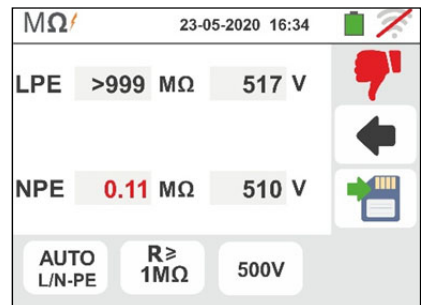 MΩ 23-05-2020 16:34
LPE >999 MΩ 517 V
NPE 0.11 MΩ 510 V
AUTO L/N-PE
R≥ 1MΩ
500V